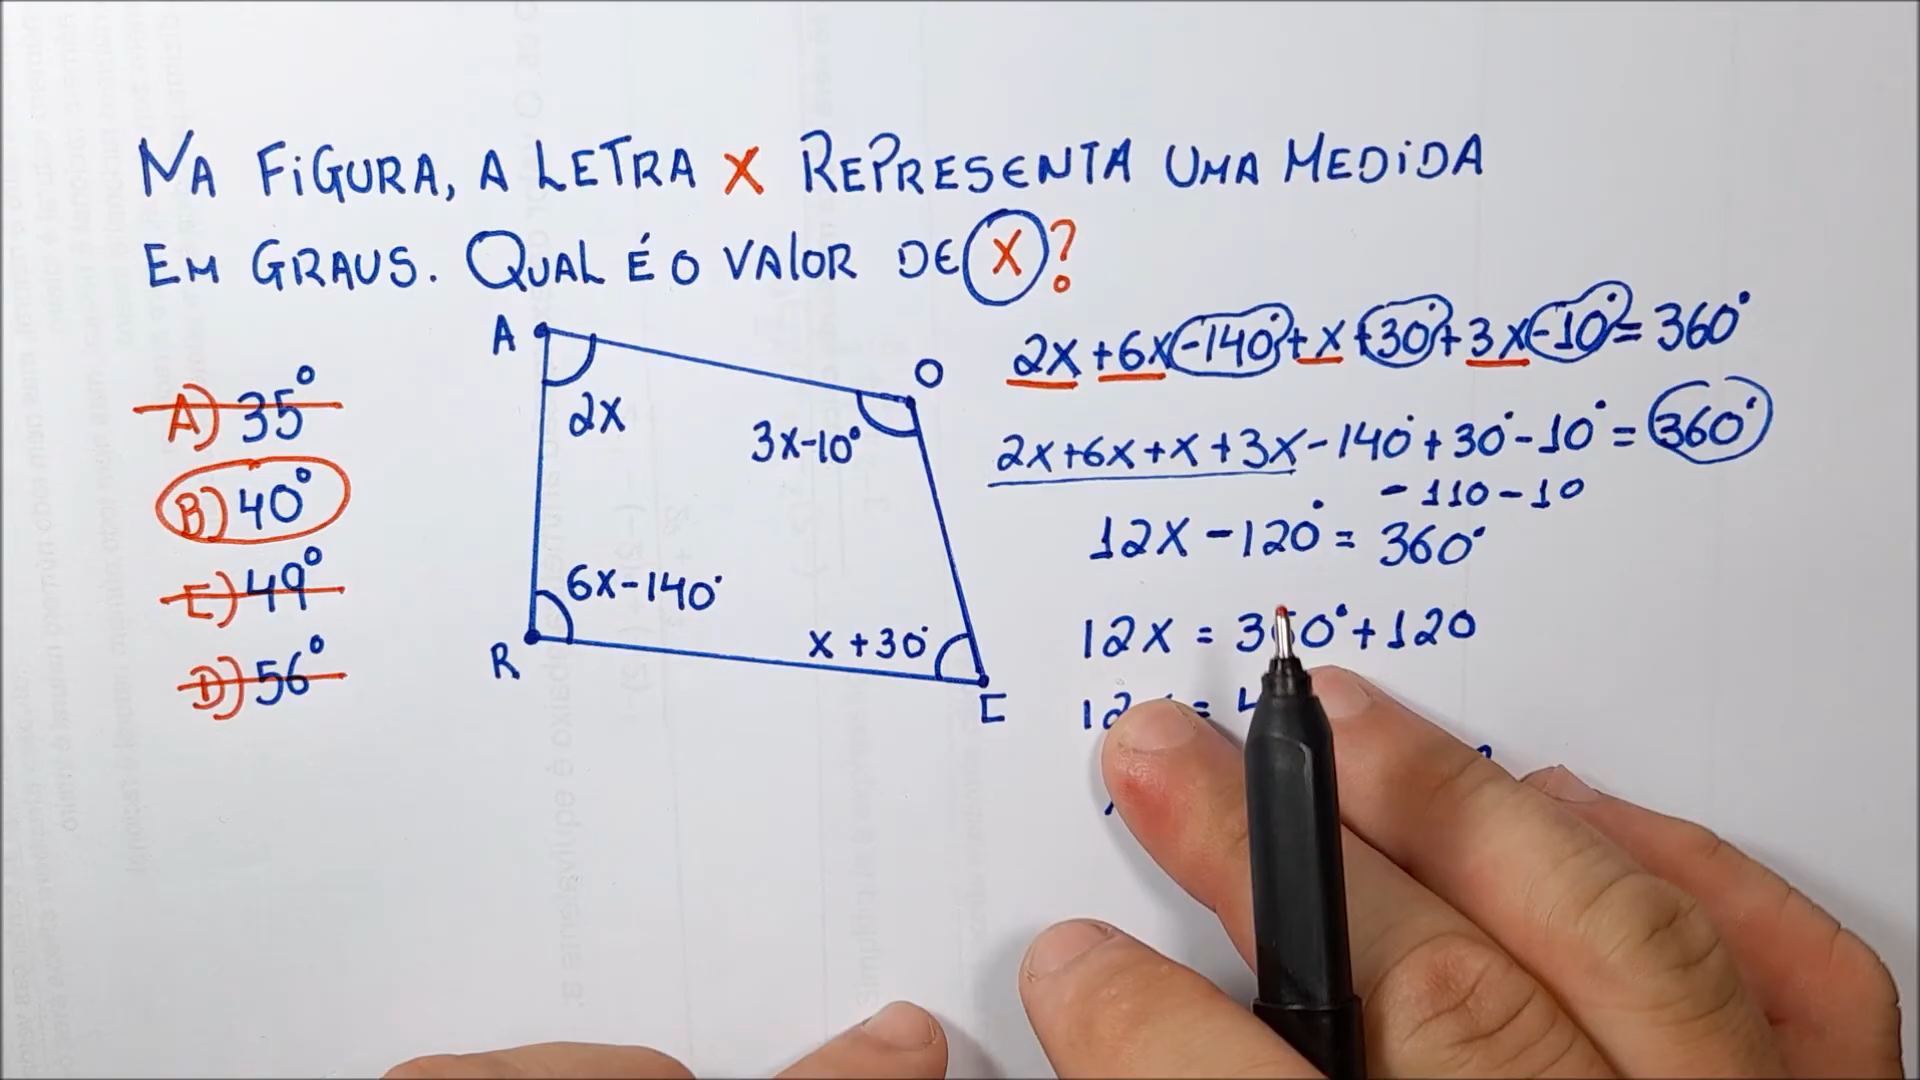 NA FIGURA, A LETRA X REPRESENTA UMA MEDIDA
EM GRAUS. QUAL É O VALOR DE X?
A) 35°
B) 40°
C) 49°
D) 56°
A
O
2x
3x-10°
6x-140°
x+30°
R
E
2x+6x-140°+x+30°+3x-10°=360°
2x+6x+x+3x-140°+30°-10°=360°
-110-10
12x-120°=360°
12x=360°+120